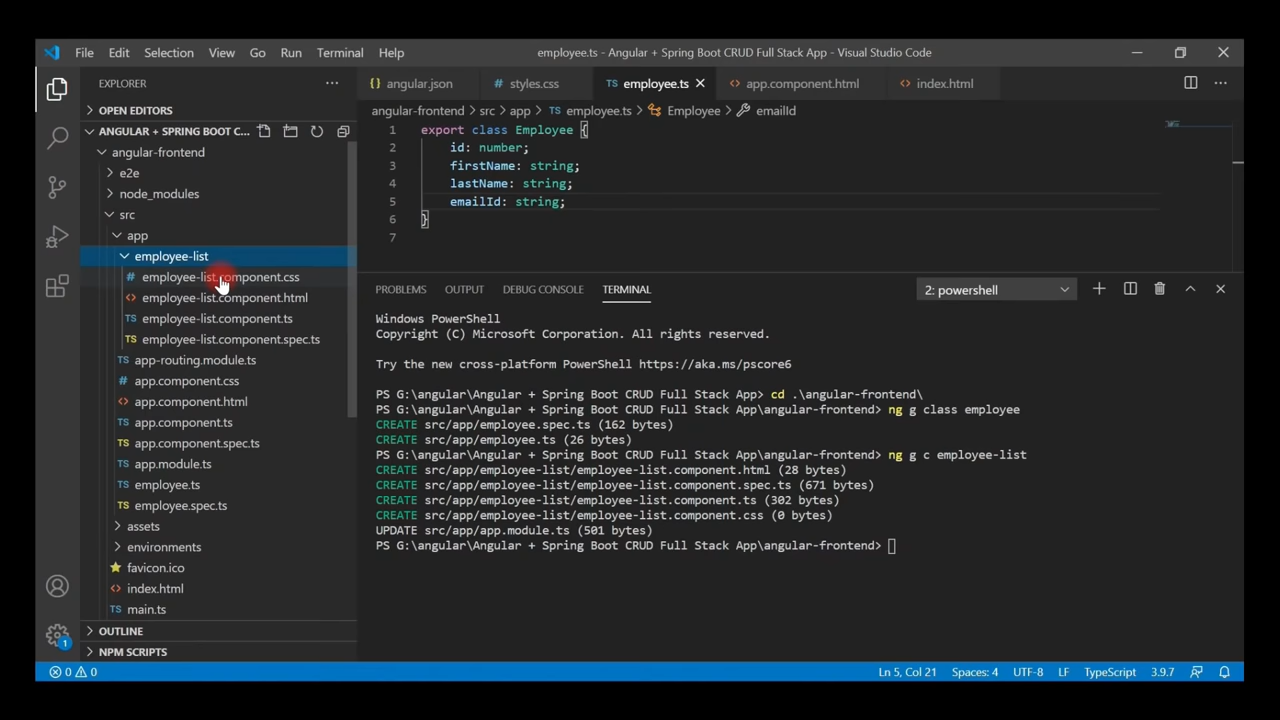 File Edit Selection View Go Run Terminal Help
employee.ts - Angular + Spring Boot CRUD Full Stack App - Visual Studio Code
EXPLORER
OPEN EDITORS
ANGULAR + SPRING BOOT C...
angular-frontend
e2e
node_modules
src
app
employee-list
employee-list.component.css
employee-list.component.html
TS employee-list.component.ts
TS employee-list.component.spec.ts
TS app-routing.module.ts
# app.component.css
<> app.component.html
TS app.component.ts
TS app.component.spec.ts
TS app.module.ts
TS employee.ts
TS employee.spec.ts
assets
environments
favicon.ico
<> index.html
TS main.ts
OUTLINE
NPM SCRIPTS
{} angular.json # styles.css TS employee.ts <> app.component.html <> index.html
angular-frontend > src > app > TS employee.ts > Employee > emailId
1 export class Employee {
2 id: number;
3 firstName: string;
4 lastName: string;
5 emailId: string;
6 }
7
PROBLEMS OUTPUT DEBUG CONSOLE TERMINAL 2: powershell
Windows PowerShell
Copyright (C) Microsoft Corporation. All rights reserved.
Try the new cross-platform PowerShell https://aka.ms/pscore6
PS G:\angular\Angular + Spring Boot CRUD Full Stack App> cd .\angular-frontend\
PS G:\angular\Angular + Spring Boot CRUD Full Stack App\angular-frontend> ng g class employee
CREATE src/app/employee.spec.ts (162 bytes)
CREATE src/app/employee.ts (26 bytes)
PS G:\angular\Angular + Spring Boot CRUD Full Stack App\angular-frontend> ng g c employee-list
CREATE src/app/employee-list/employee-list.component.html (28 bytes)
CREATE src/app/employee-list/employee-list.component.spec.ts (671 bytes)
CREATE src/app/employee-list/employee-list.component.ts (302 bytes)
CREATE src/app/employee-list/employee-list.component.css (0 bytes)
UPDATE src/app/app.module.ts (501 bytes)
PS G:\angular\Angular + Spring Boot CRUD Full Stack App\angular-frontend>
1
0 0 Ln 5, Col 21 Spaces: 4 UTF-8 LF TypeScript 3.9.7